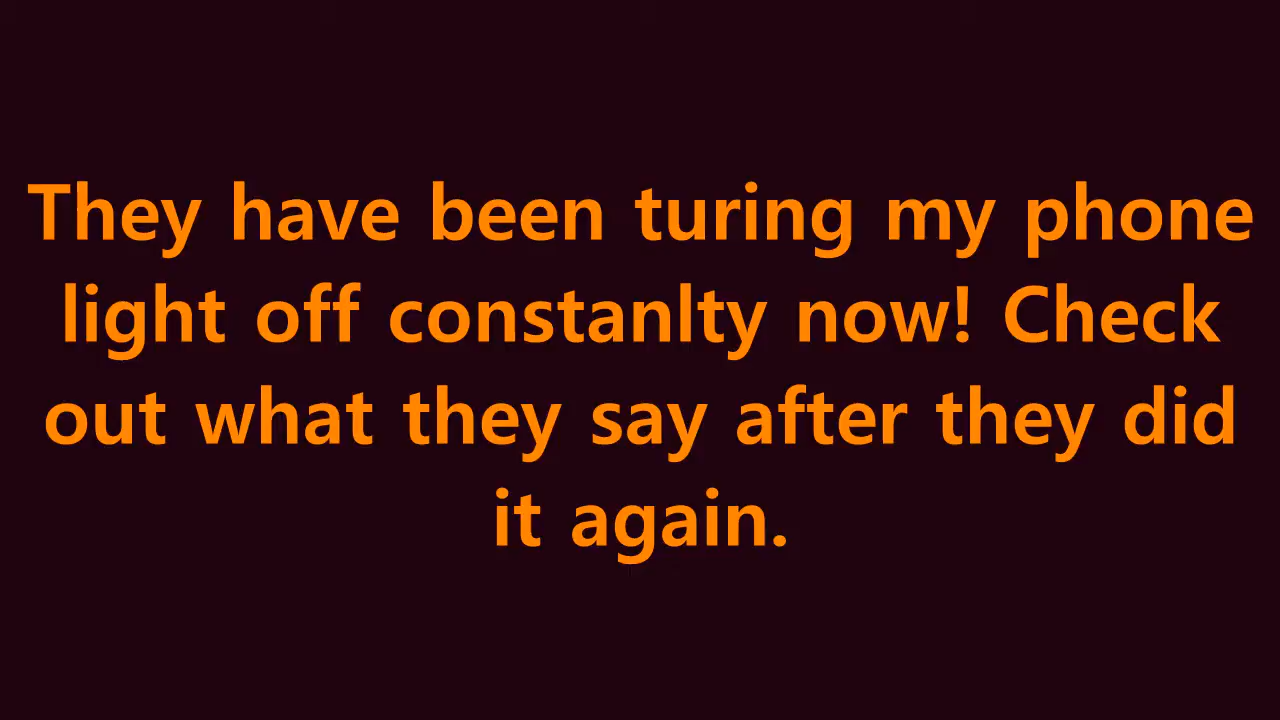 They have been turing my phone
light off constanlty now! Check
out what they say after they did
it again.